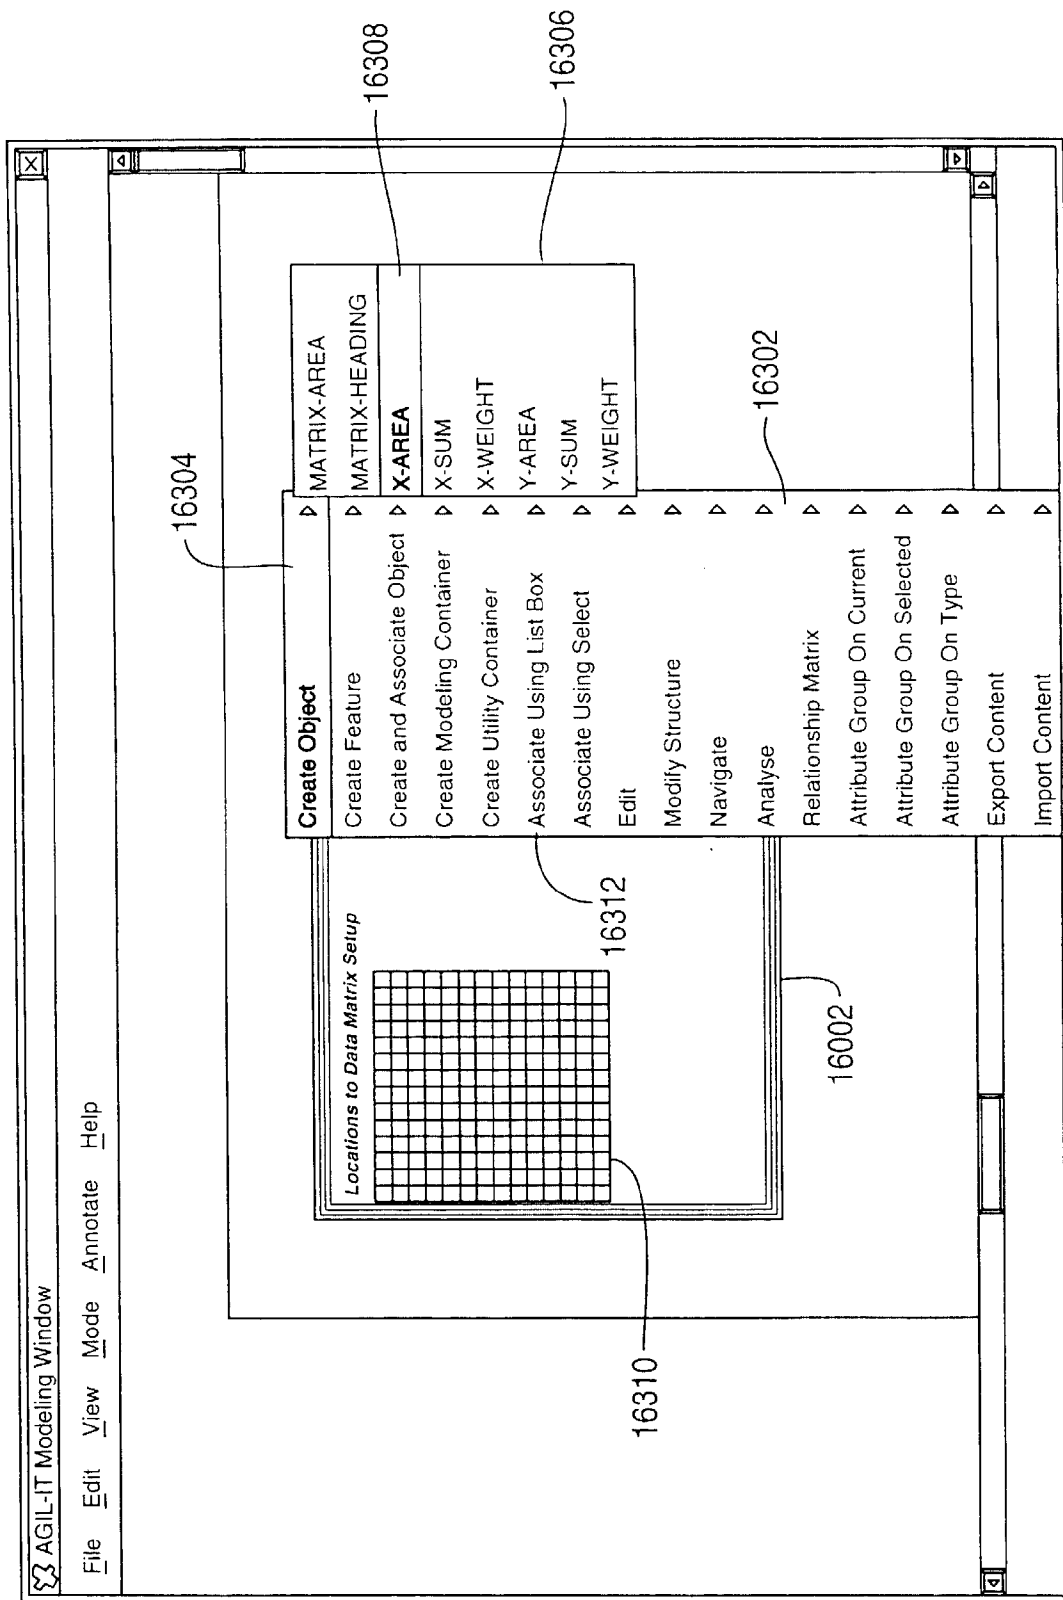 AGIL-IT Modeling Window
File Edit View Mode Annotate Help
16304
16308
16306
Create Object
Create Feature
Create and Associate Object
Create Modeling Container
Create Utility Container
Associate Using List Box
Associate Using Select
Edit
Modify Structure
Navigate
Analyse
Relationship Matrix
Attribute Group On Current
Attribute Group On Selected
Attribute Group On Type
Export Content
Import Content
MATRIX-AREA
MATRIX-HEADING
X-AREA
X-SUM
X-WEIGHT
Y-AREA
Y-SUM
Y-WEIGHT
16302
Locations to Data Matrix Setup
16312
16310
16002